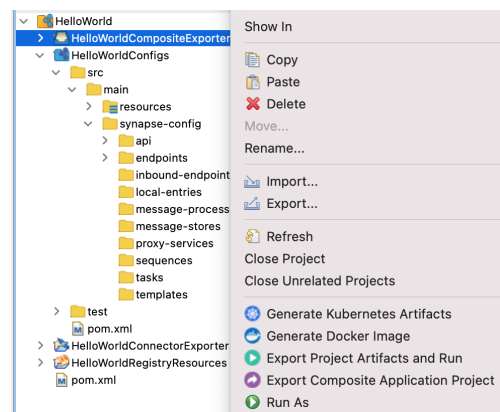 HelloWorld
HelloWorldCompositeExporter
HelloWorldConfigs
src
main
resources
synapse-config
api
endpoints
inbound-endpoint
local-entries
message-process
message-stores
proxy-services
sequences
tasks
templates
test
pom.xml
HelloWorldConnectorExporter
HelloWorldRegistryResources
pom.xml
Show In
Copy
Paste
Delete
Move...
Rename...
Import...
Export...
Refresh
Close Project
Close Unrelated Projects
Generate Kubernetes Artifacts
Generate Docker Image
Export Project Artifacts and Run
Export Composite Application Project
Run As